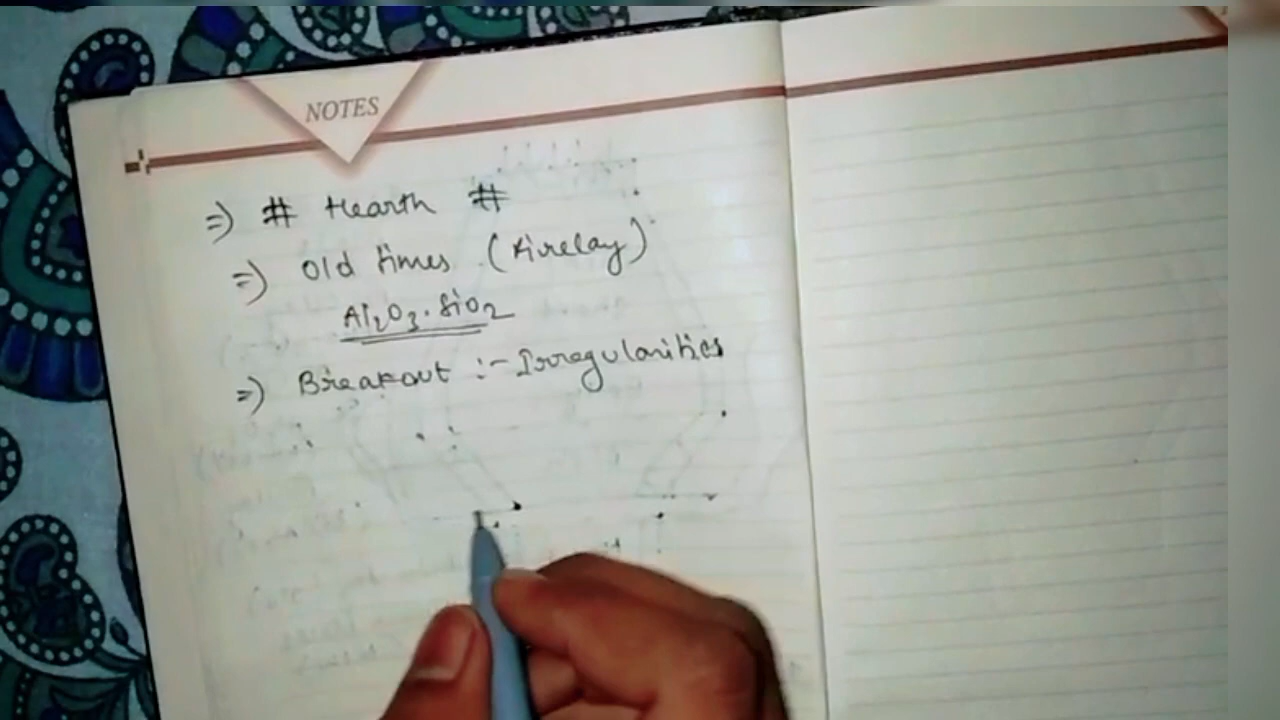 NOTES
=) # Hearth #
=) Old times (Fireclay)
Al2O3.SiO2
=) Breakout :- Irregularities